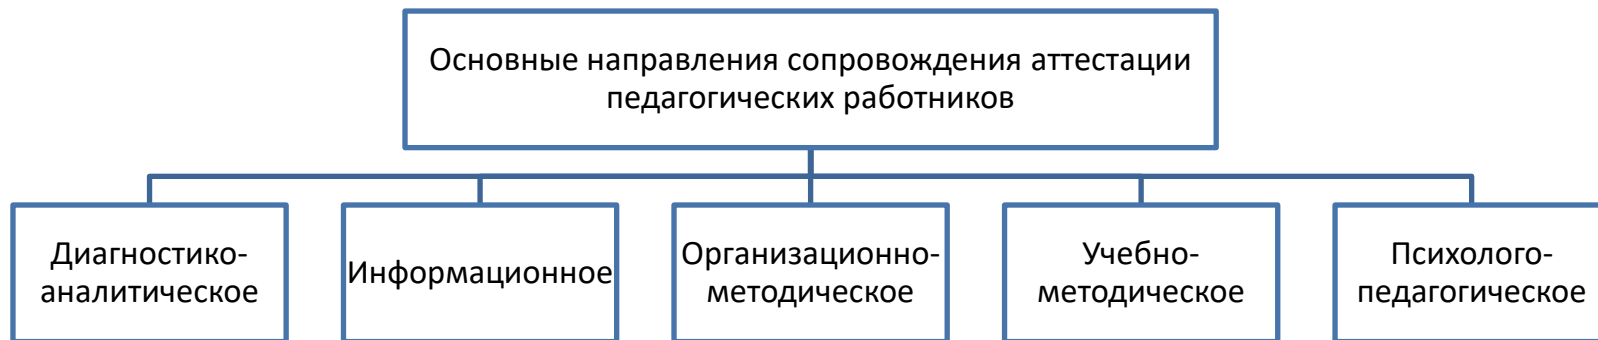 Основные направления сопровождения аттестации
педагогических работников
Диагностико-
аналитическое
Информационное
Организационно-
методическое
Учебно-
методическое
Психолого-
педагогическое